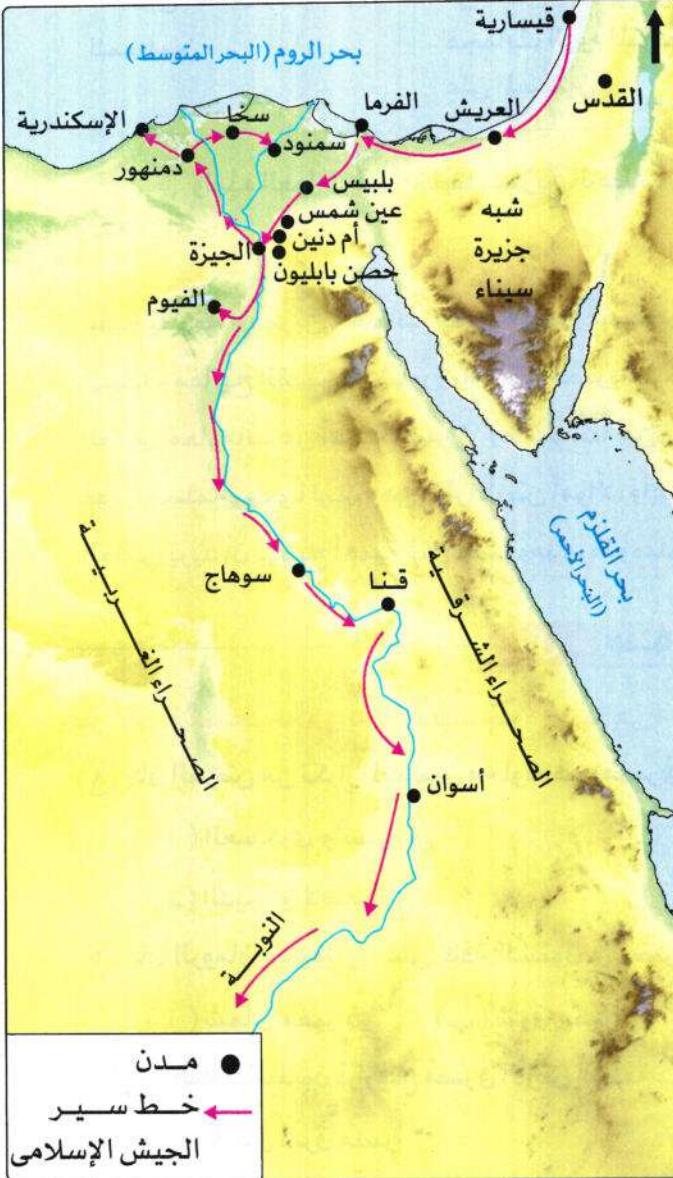 قيسارية
بحر الروم (البحر المتوسط)
القدس
العريش
الفرما
الإسكندرية
سخا
سمنود
دمنهور
بلبيس
عين شمس
أم دنين
حصن بابليون
الجيزة
الفيوم
شبه
جزيرة
سيناء
بحر القلزم
(البحر الأحمر)
سوهاج
قنا
الصحراء الشرقية
الصحراء الغربية
أسوان
النوبة
مدن
خط سير
الجيش الإسلامى